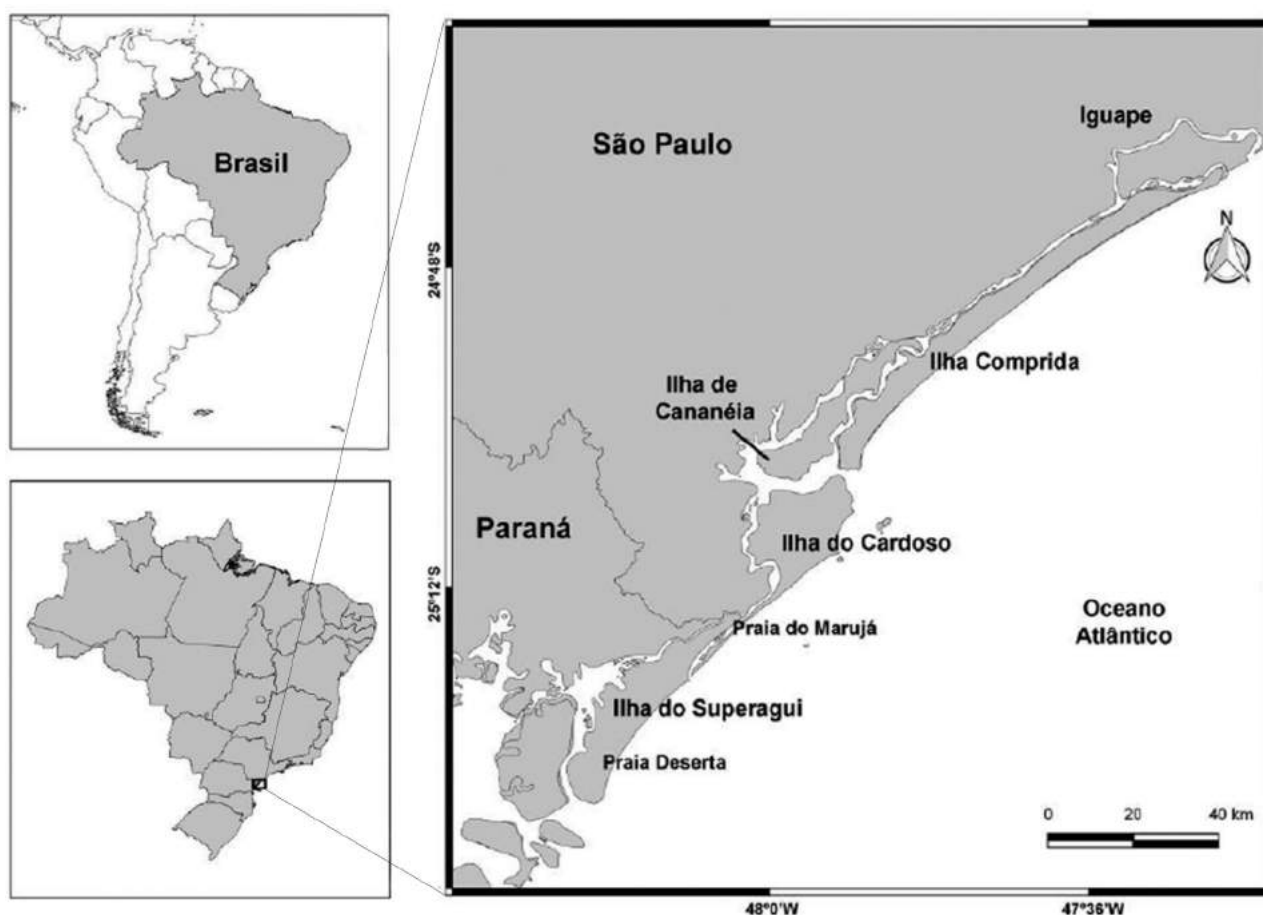 Brasil
São Paulo
Iguape
N
24°48'S
Ilha Comprida
Ilha de
Cananéia
Paraná
Ilha do Cardoso
25°12'S
Oceano
Atlântico
Praia do Marujá
Ilha do Superagui
Praia Deserta
0 20 40 km
48°0'W
47°36'W